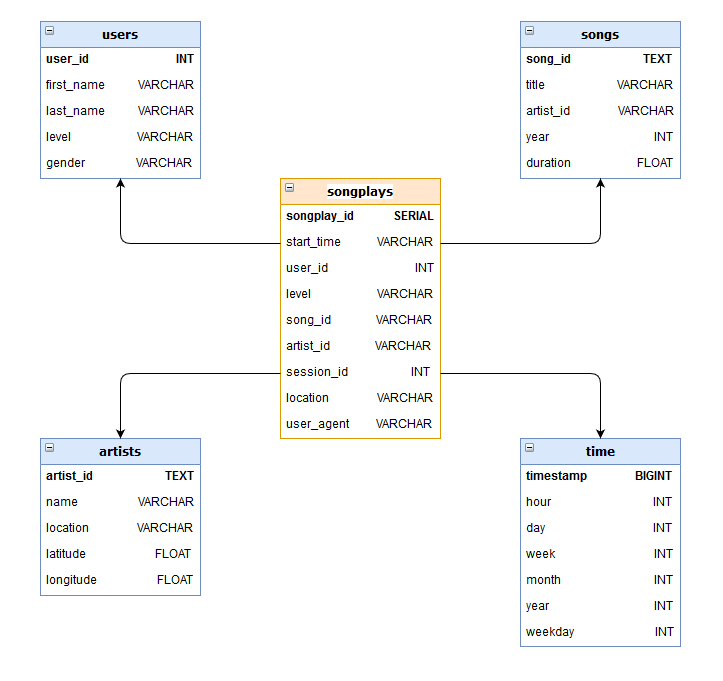 users
user_id INT
first_name VARCHAR
last_name VARCHAR
level VARCHAR
gender VARCHAR
songs
song_id TEXT
title VARCHAR
artist_id VARCHAR
year INT
duration FLOAT
songplays
songplay_id SERIAL
start_time VARCHAR
user_id INT
level VARCHAR
song_id VARCHAR
artist_id VARCHAR
session_id INT
location VARCHAR
user_agent VARCHAR
artists
artist_id TEXT
name VARCHAR
location VARCHAR
latitude FLOAT
longitude FLOAT
time
timestamp BIGINT
hour INT
day INT
week INT
month INT
year INT
weekday INT